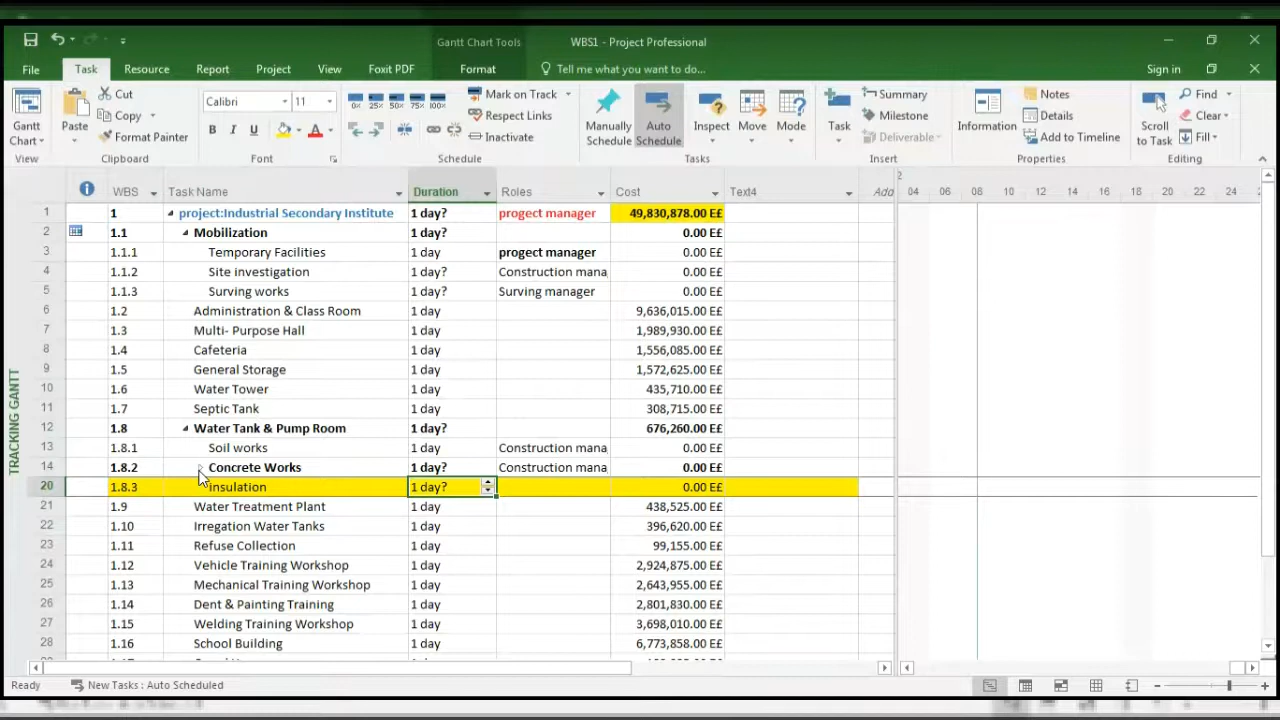 Gantt Chart Tools
WBS1 - Project Professional
File Task Resource Report Project View Foxit PDF Format Tell me what you want to do... Sign in
Gantt Chart
View
Paste
Cut
Copy
Format Painter
Clipboard
Calibri 11
B I U A
Font
0% 25% 50% 75% 100%
Mark on Track
Respect Links
Inactivate
Schedule
Manually Schedule
Auto Schedule
Inspect
Move
Mode
Tasks
Task
Summary
Milestone
Deliverable
Insert
Information
Notes
Details
Add to Timeline
Properties
Scroll to Task
Find
Clear
Fill
Editing
WBS Task Name Duration Roles Cost Text4 Add
2
04 06 08 10 12 14 16 18 20 22 24 26
1 1 project:Industrial Secondary Institute 1 day? progect manager 49,830,878.00 E£
2 1.1 Mobilization 1 day? 0.00 E£
3 1.1.1 Temporary Facilities 1 day progect manager 0.00 E£
4 1.1.2 Site investigation 1 day? Construction mana 0.00 E£
5 1.1.3 Surving works 1 day? Surving manager 0.00 E£
6 1.2 Administration & Class Room 1 day 9,636,015.00 E£
7 1.3 Multi- Purpose Hall 1 day 1,989,930.00 E£
8 1.4 Cafeteria 1 day 1,556,085.00 E£
9 1.5 General Storage 1 day 1,572,625.00 E£
10 1.6 Water Tower 1 day 435,710.00 E£
11 1.7 Septic Tank 1 day 308,715.00 E£
12 1.8 Water Tank & Pump Room 1 day? 676,260.00 E£
13 1.8.1 Soil works 1 day Construction mana 0.00 E£
14 1.8.2 Concrete Works 1 day? Construction mana 0.00 E£
20 1.8.3 insulation 1 day? 0.00 E£
21 1.9 Water Treatment Plant 1 day 438,525.00 E£
22 1.10 Irregation Water Tanks 1 day 396,620.00 E£
23 1.11 Refuse Collection 1 day 99,155.00 E£
24 1.12 Vehicle Training Workshop 1 day 2,924,875.00 E£
25 1.13 Mechanical Training Workshop 1 day 2,643,955.00 E£
26 1.14 Dent & Painting Training 1 day 2,801,830.00 E£
27 1.15 Welding Training Workshop 1 day 3,698,010.00 E£
28 1.16 School Building 1 day 6,773,858.00 E£
TRACKING GANTT
Ready New Tasks : Auto Scheduled